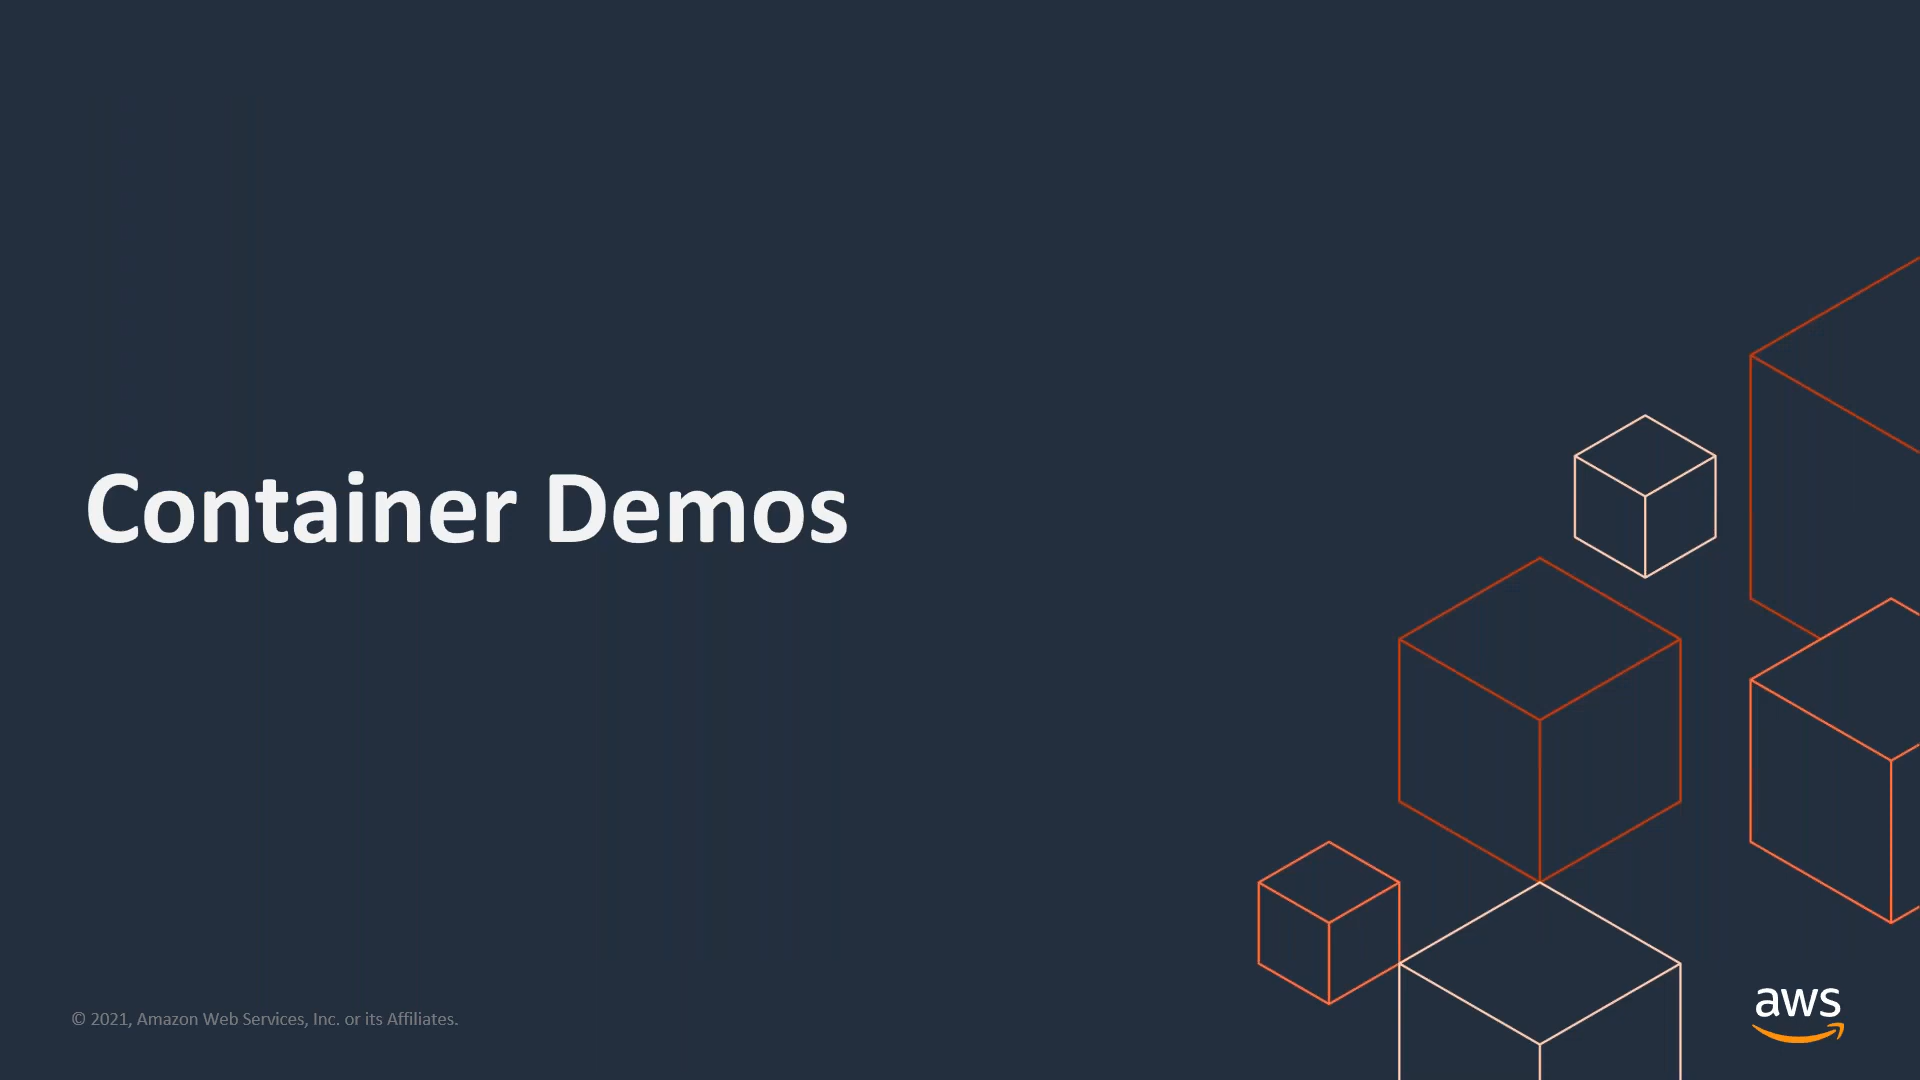 Container Demos
© 2021, Amazon Web Services, Inc. or its Affiliates.
aws